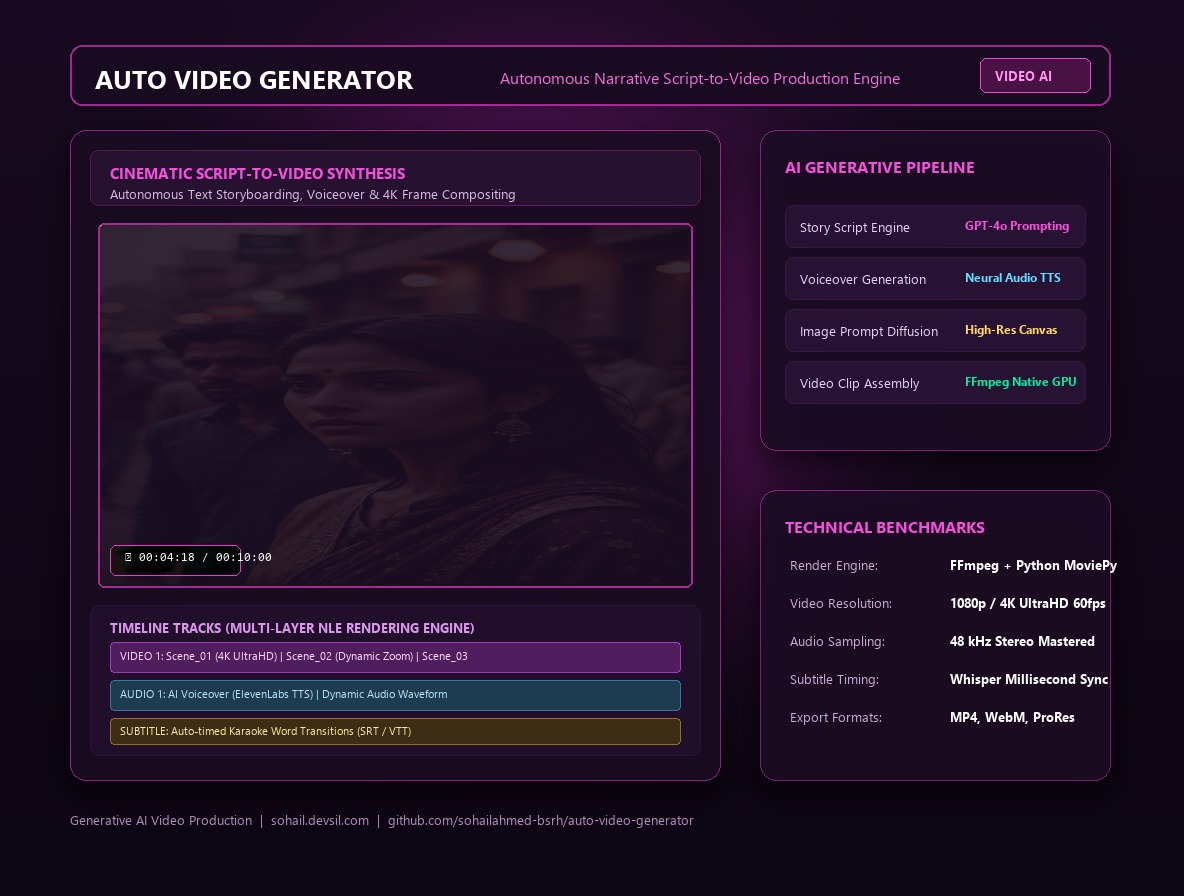 AUTO VIDEO GENERATOR
Autonomous Narrative Script-to-Video Production Engine
VIDEO AI
CINEMATIC SCRIPT-TO-VIDEO SYNTHESIS
Autonomous Text Storyboarding, Voiceover & 4K Frame Compositing
00:04:18 / 00:10:00
TIMELINE TRACKS (MULTI-LAYER NLE RENDERING ENGINE)
VIDEO 1: Scene_01 (4K UltraHD) | Scene_02 (Dynamic Zoom) | Scene_03
AUDIO 1: AI Voiceover (ElevenLabs TTS) | Dynamic Audio Waveform
SUBTITLE: Auto-timed Karaoke Word Transitions (SRT / VTT)
AI GENERATIVE PIPELINE
Story Script Engine GPT-4o Prompting
Voiceover Generation Neural Audio TTS
Image Prompt Diffusion High-Res Canvas
Video Clip Assembly FFmpeg Native GPU
TECHNICAL BENCHMARKS
Render Engine: FFmpeg + Python MoviePy
Video Resolution: 1080p / 4K UltraHD 60fps
Audio Sampling: 48 kHz Stereo Mastered
Subtitle Timing: Whisper Millisecond Sync
Export Formats: MP4, WebM, ProRes
Generative AI Video Production | sohail.devsil.com | github.com/sohailahmed-bsrh/auto-video-generator